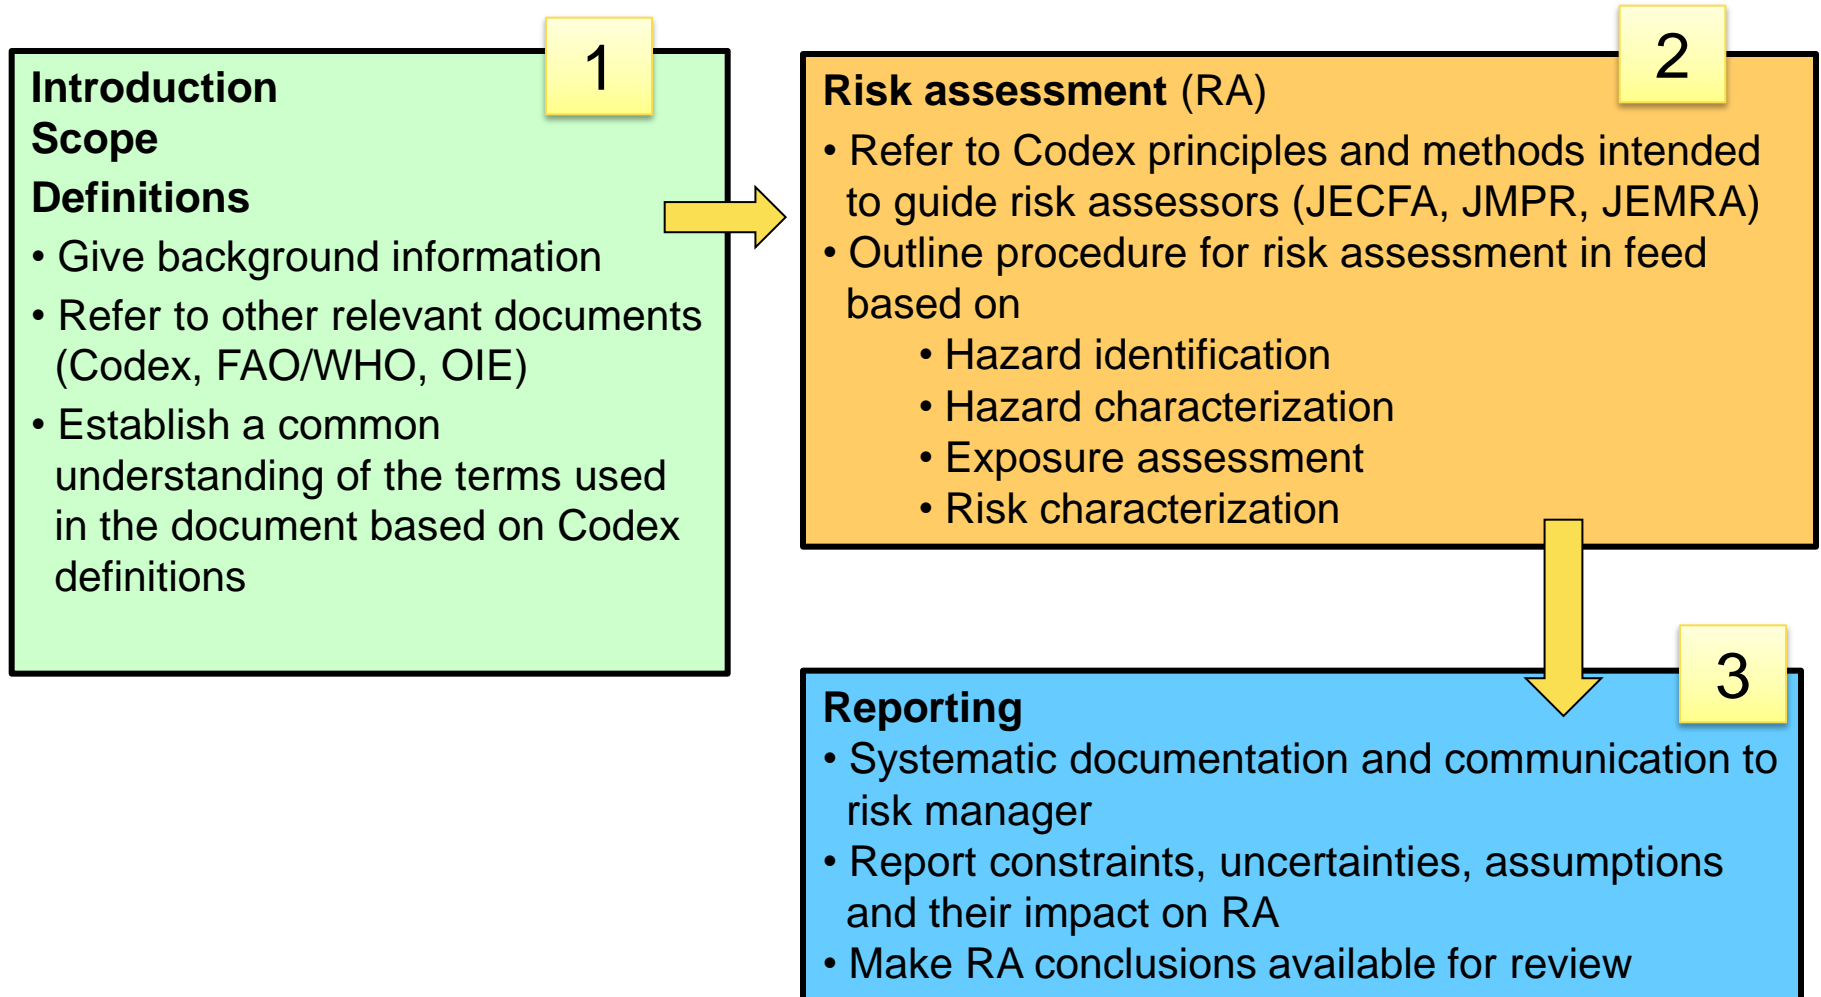 1
Introduction
Scope
Definitions
• Give background information
• Refer to other relevant documents
(Codex, FAO/WHO, OIE)
• Establish a common
understanding of the terms used
in the document based on Codex
definitions
2
Risk assessment (RA)
• Refer to Codex principles and methods intended
to guide risk assessors (JECFA, JMPR, JEMRA)
• Outline procedure for risk assessment in feed
based on
• Hazard identification
• Hazard characterization
• Exposure assessment
• Risk characterization
3
Reporting
• Systematic documentation and communication to
risk manager
• Report constraints, uncertainties, assumptions
and their impact on RA
• Make RA conclusions available for review